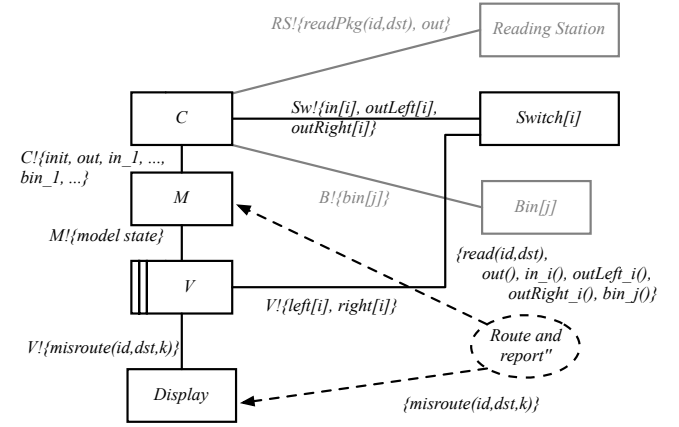 RS!{readPkg(id,dst), out}
Reading Station
C
Sw!{in[i], outLeft[i],
outRight[i]}
Switch[i]
C!{init, out, in_1, ...,
bin_1, ...}
M
B!{bin[j]}
Bin[j]
M!{model state}
{read(id,dst),
out(), in_i(), outLeft_i(),
outRight_i(), bin_j()}
V
V!{left[i], right[i]}
V!{misroute(id,dst,k)}
Route and
report"
Display
{misroute(id,dst,k)}